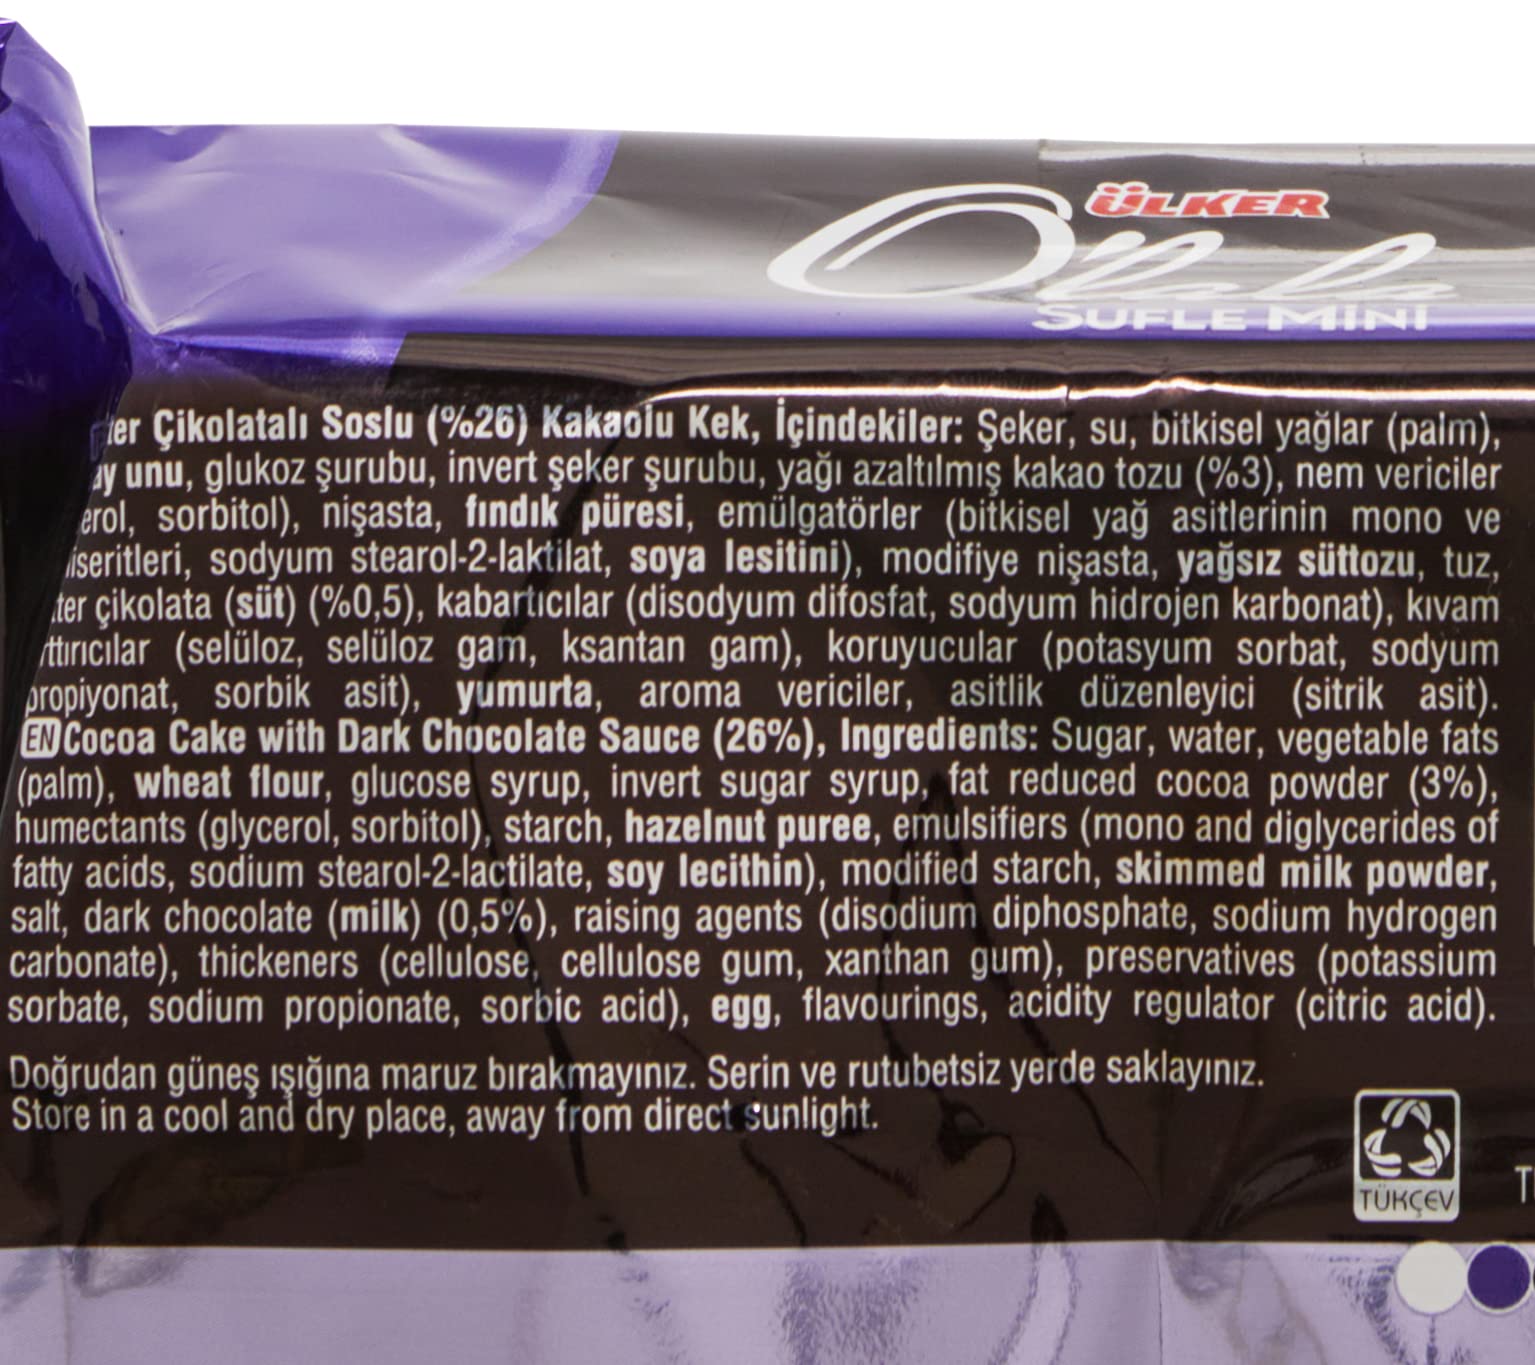 ÜLKER
O'lala
SUFLE MİNİ
Çikolatalı Soslu (%26) Kakaolu Kek, İçindekiler: Şeker, su, bitkisel yağlar (palm),
unu, glukoz şurubu, invert şeker şurubu, yağı azaltılmış kakao tozu (%3), nem vericiler
sorbitol), nişasta, fındık püresi, emülgatörler (bitkisel yağ asitlerinin mono ve
sodyum stearol-2-laktilat, soya lesitini), modifiye nişasta, yağsız süttozu, tuz,
çikolata (süt) (%0,5), kabartıcılar (disodyum difosfat, sodyum hidrojen karbonat), kıvam
(selüloz, selüloz gam, ksantan gam), koruyucular (potasyum sorbat, sodyum
propiyonat, sorbik asit), yumurta, aroma vericiler, asitlik düzenleyici (sitrik asit).
EN Cocoa Cake with Dark Chocolate Sauce (26%), Ingredients: Sugar, water, vegetable fats
(palm), wheat flour, glucose syrup, invert sugar syrup, fat reduced cocoa powder (3%),
humectants (glycerol, sorbitol), starch, hazelnut puree, emulsifiers (mono and diglycerides of
fatty acids, sodium stearol-2-lactilate, soy lecithin), modified starch, skimmed milk powder,
salt, dark chocolate (milk) (0,5%), raising agents (disodium diphosphate, sodium hydrogen
carbonate), thickeners (cellulose, cellulose gum, xanthan gum), preservatives (potassium
sorbate, sodium propionate, sorbic acid), egg, flavourings, acidity regulator (citric acid).
Doğrudan güneş ışığına maruz bırakmayınız. Serin ve rutubetsiz yerde saklayınız.
Store in a cool and dry place, away from direct sunlight.
TÜKÇEV